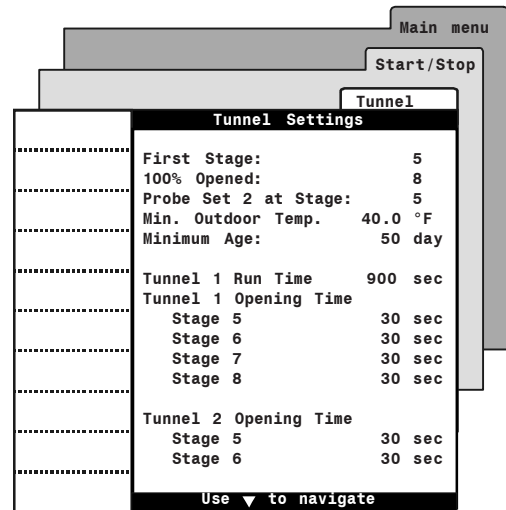 Main menu
Start/Stop
Tunnel
Tunnel Settings
First Stage: 5
100% Opened: 8
Probe Set 2 at Stage: 5
Min. Outdoor Temp. 40.0 °F
Minimum Age: 50 day
Tunnel 1 Run Time 900 sec
Tunnel 1 Opening Time
Stage 5 30 sec
Stage 6 30 sec
Stage 7 30 sec
Stage 8 30 sec
Tunnel 2 Opening Time
Stage 5 30 sec
Stage 6 30 sec
Use ▼ to navigate